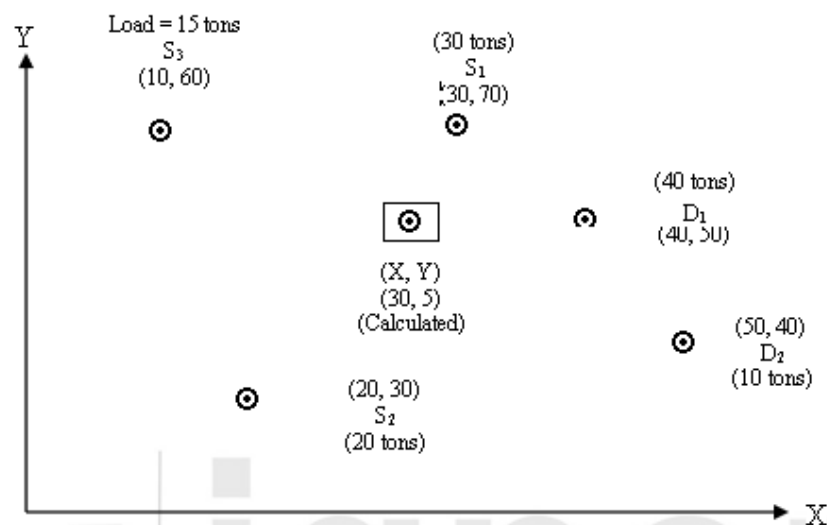 Load = 15 tons
S₃
(10, 60)
Y
(30 tons)
S₁
(30, 70)
(40 tons)
D₁
(40, 50)
(X, Y)
(30, 5)
(Calculated)
(50, 40)
D₂
(10 tons)
(20, 30)
S₂
(20 tons)
X